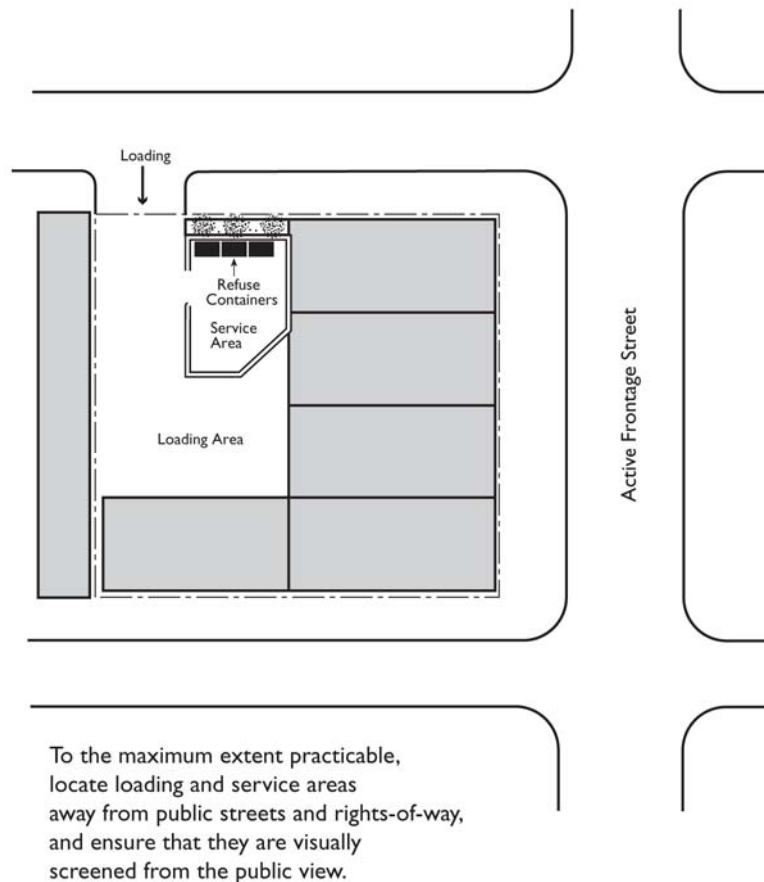 Loading
Refuse
Containers
Service
Area
Loading Area
Active Frontage Street
To the maximum extent practicable,
locate loading and service areas
away from public streets and rights-of-way,
and ensure that they are visually
screened from the public view.